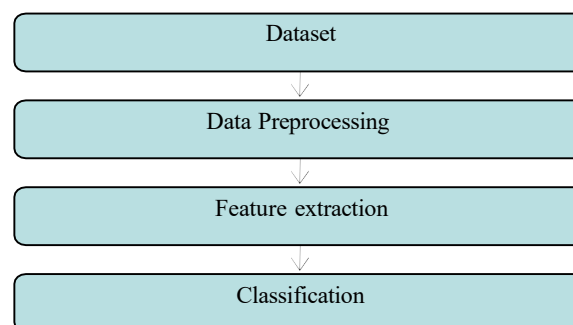 Dataset
Data Preprocessing
Feature extraction
Classification